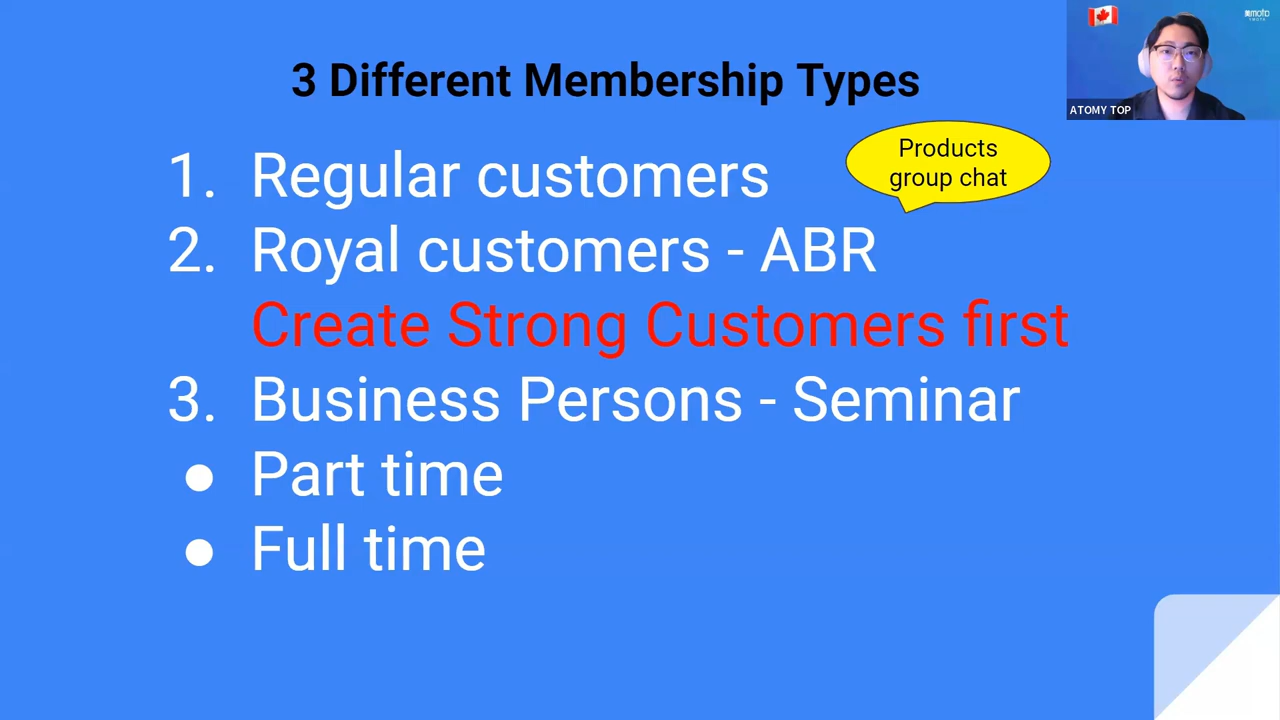 3 Different Membership Types
ATOMY TOP
Products
group chat
1. Regular customers
2. Royal customers - ABR
Create Strong Customers first
3. Business Persons - Seminar
● Part time
● Full time